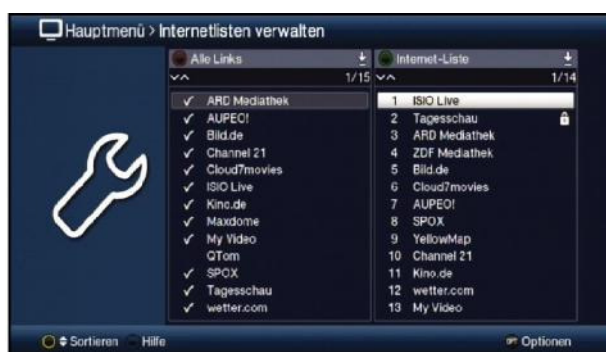 Hauptmenü > Internetlisten verwalten
Alle Links
1/15
ARD Mediathek
AUPEO!
Bild.de
Channel 21
Cloud7movies
ISIO Live
Kino.de
Maxdome
My Video
QTom
SPOX
Tagesschau
wetter.com
Internet-Liste
1/14
1 ISIO Live
2 Tagesschau
3 ARD Mediathek
4 ZDF Mediathek
5 Bild.de
6 Cloud7movies
7 AUPEO!
8 SPOX
9 YellowMap
10 Channel 21
11 Kino.de
12 wetter.com
13 My Video
Sortieren Hilfe Optionen